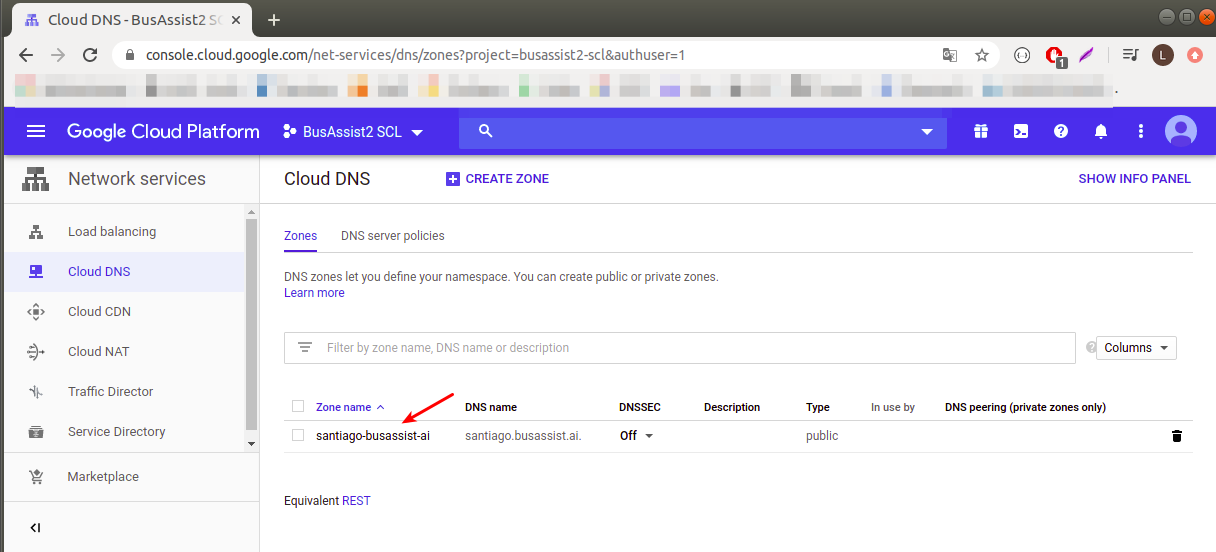 Cloud DNS - BusAssist2 SC
console.cloud.google.com/net-services/dns/zones?project=busassist2-scl&authuser=1
1
L
Google Cloud Platform BusAssist2 SCL
Network services
Cloud DNS CREATE ZONE SHOW INFO PANEL
Load balancing
Cloud DNS
Cloud CDN
Cloud NAT
Traffic Director
Service Directory
Marketplace
Zones DNS server policies
DNS zones let you define your namespace. You can create public or private zones.
Learn more
Filter by zone name, DNS name or description
Columns
Zone name DNS name DNSSEC Description Type In use by DNS peering (private zones only)
santiago-busassist-ai santiago.busassist.ai. Off public
Equivalent REST